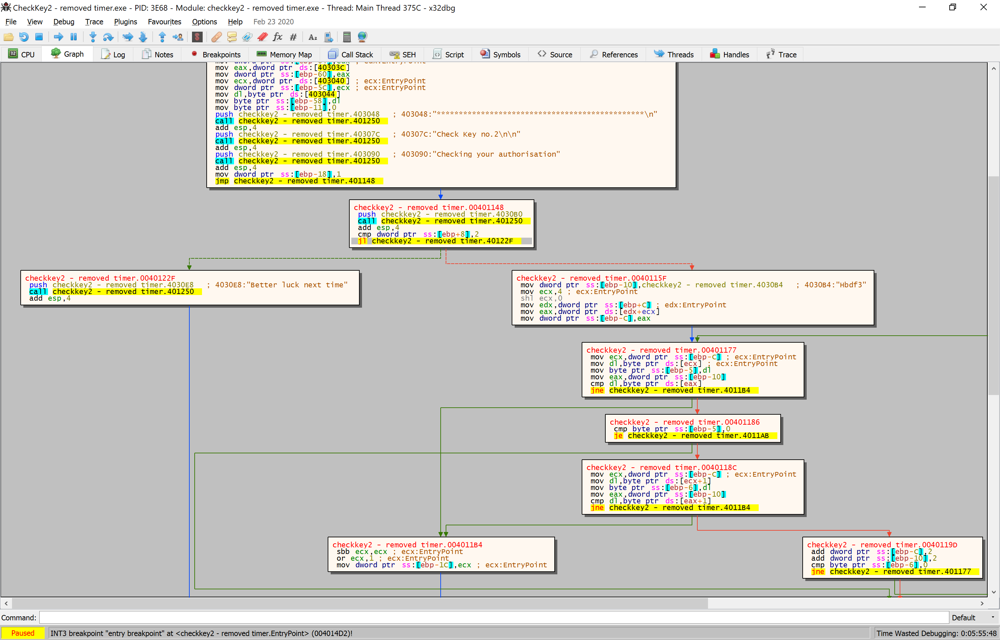 CheckKey2 - removed timer.exe - PID: 3E68 - Module: checkkey2 - removed timer.exe - Thread: Main Thread 375C - x32dbg
File View Debug Trace Plugins Favourites Options Help Feb 23 2020
CPU Graph Log Notes Breakpoints Memory Map Call Stack SEH Script Symbols Source References Threads Handles Trace
mov eax,dword ptr ds:[40303C]
mov dword ptr ss:[ebp-60],eax
mov ecx,dword ptr ds:[403040] ; ecx:EntryPoint
mov dword ptr ss:[ebp-5C],ecx ; ecx:EntryPoint
mov dl,byte ptr ds:[403044]
mov byte ptr ss:[ebp-58],dl
mov byte ptr ss:[ebp-11],0
push checkkey2 - removed timer.403048 ; 403048:"***********************************************\n"
call checkkey2 - removed timer.401250
add esp,4
push checkkey2 - removed timer.40307C ; 40307C:"Check Key no.2\n\n"
call checkkey2 - removed timer.401250
add esp,4
push checkkey2 - removed timer.403090 ; 403090:"Checking your authorisation"
call checkkey2 - removed timer.401250
add esp,4
mov dword ptr ss:[ebp-18],1
jmp checkkey2 - removed timer.401148
checkkey2 - removed timer.00401148
push checkkey2 - removed timer.4030B0
call checkkey2 - removed timer.401250
add esp,4
cmp dword ptr ss:[ebp+8],2
jl checkkey2 - removed timer.40122F
checkkey2 - removed timer.0040122F
push checkkey2 - removed timer.4030E8 ; 4030E8:"Better luck next time"
call checkkey2 - removed timer.401250
add esp,4
checkkey2 - removed timer.0040115F
mov dword ptr ss:[ebp-10],checkkey2 - removed timer.4030B4 ; 4030B4:"Hbdf3"
mov ecx,4 ; ecx:EntryPoint
shl ecx,0
mov edx,dword ptr ss:[ebp+C] ; edx:EntryPoint
mov eax,dword ptr ds:[edx+ecx]
mov dword ptr ss:[ebp-C],eax
checkkey2 - removed timer.00401177
mov ecx,dword ptr ss:[ebp-C] ; ecx:EntryPoint
mov dl,byte ptr ds:[ecx] ; ecx:EntryPoint
mov byte ptr ss:[ebp-5],dl
mov eax,dword ptr ss:[ebp-10]
cmp dl,byte ptr ds:[eax]
jne checkkey2 - removed timer.4011B4
checkkey2 - removed timer.00401186
cmp byte ptr ss:[ebp-5],0
je checkkey2 - removed timer.4011AB
checkkey2 - removed timer.0040118C
mov ecx,dword ptr ss:[ebp-C] ; ecx:EntryPoint
mov dl,byte ptr ds:[ecx+1]
mov byte ptr ss:[ebp-6],dl
mov eax,dword ptr ss:[ebp-10]
cmp dl,byte ptr ds:[eax+1]
jne checkkey2 - removed timer.4011B4
checkkey2 - removed timer.004011B4
sbb ecx,ecx ; ecx:EntryPoint
or ecx,1 ; ecx:EntryPoint
mov dword ptr ss:[ebp-1C],ecx ; ecx:EntryPoint
checkkey2 - removed timer.0040119D
add dword ptr ss:[ebp-C],2
add dword ptr ss:[ebp-10],2
cmp byte ptr ss:[ebp-6],0
jne checkkey2 - removed timer.401177
Command: Default
Paused INT3 breakpoint "entry breakpoint" at <checkkey2 - removed timer.EntryPoint> (004014D2)! Time Wasted Debugging: 0:05:55:48